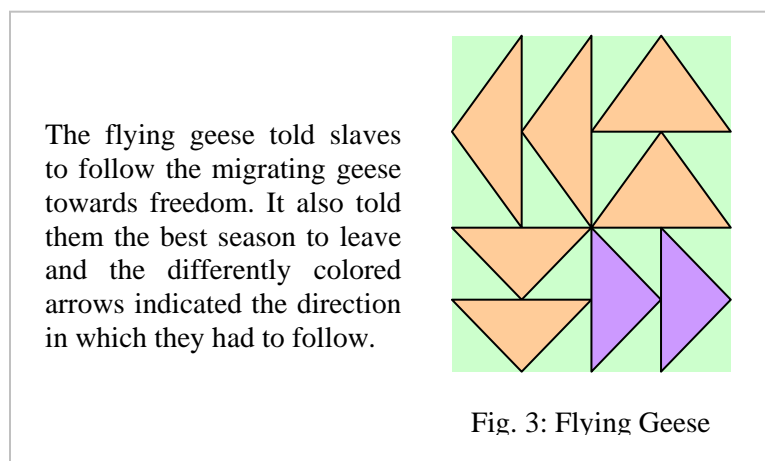 The flying geese told slaves
to follow the migrating geese
towards freedom. It also told
them the best season to leave
and the differently colored
arrows indicated the direction
in which they had to follow.
Fig. 3: Flying Geese